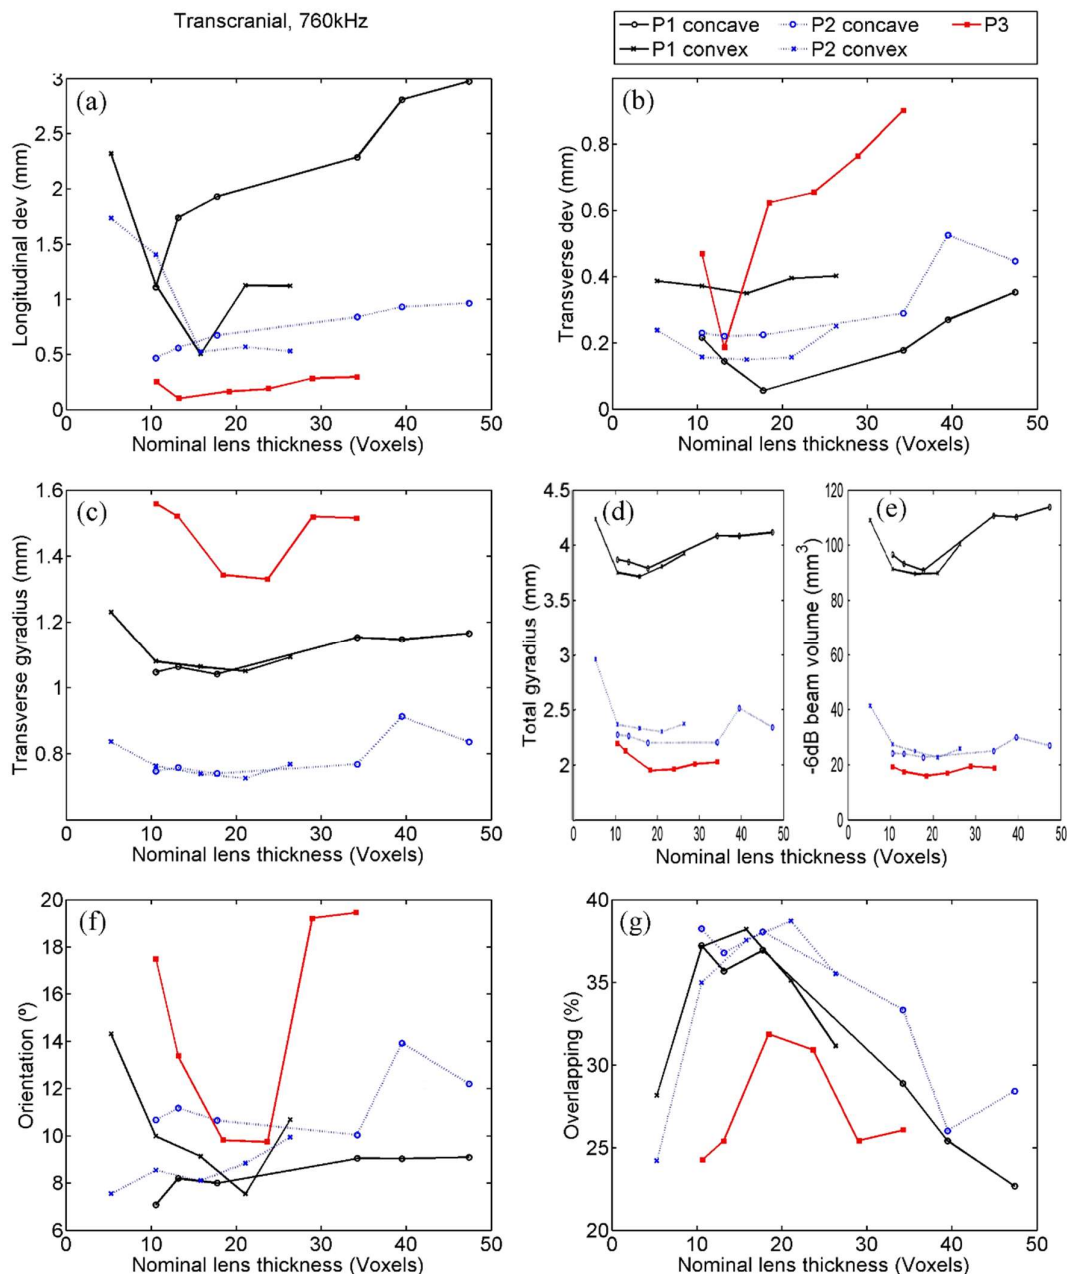 Transcranial, 760kHz
P1 concave P2 concave P3
P1 convex P2 convex
(a)
Longitudinal dev (mm)
3
2.5
2
1.5
1
0.5
0
0 10 20 30 40 50
Nominal lens thickness (Voxels)
(b)
Transverse dev (mm)
0.8
0.6
0.4
0.2
0
0 10 20 30 40 50
Nominal lens thickness (Voxels)
(c)
Transverse gyradius (mm)
1.6
1.4
1.2
1
0.8
0 10 20 30 40 50
Nominal lens thickness (Voxels)
(d)
Total gyradius (mm)
4.5
4
3.5
3
2.5
2
0 10 20 30 40 50
(e)
-6dB beam volume (mm³)
120
100
80
60
40
20
0
0 10 20 30 40 50
Nominal lens thickness (Voxels)
(f)
Orientation (º)
20
18
16
14
12
10
8
6
0 10 20 30 40 50
Nominal lens thickness (Voxels)
(g)
Overlapping (%)
40
35
30
25
20
0 10 20 30 40 50
Nominal lens thickness (Voxels)